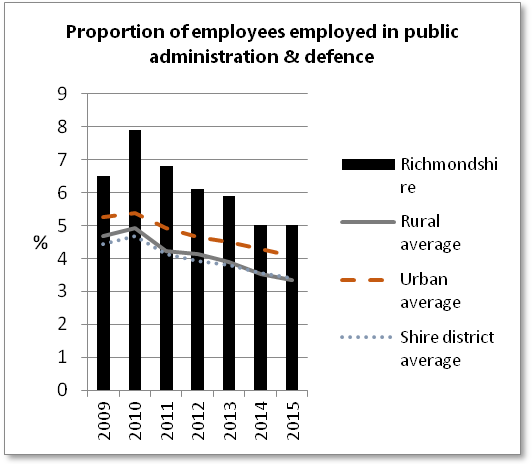 Proportion of employees employed in public
administration & defence
9
8
7
6
5
4
3
2
1
0
%
2009
2010
2011
2012
2013
2014
2015
Richmondshi
re
Rural
average
Urban
average
Shire district
average